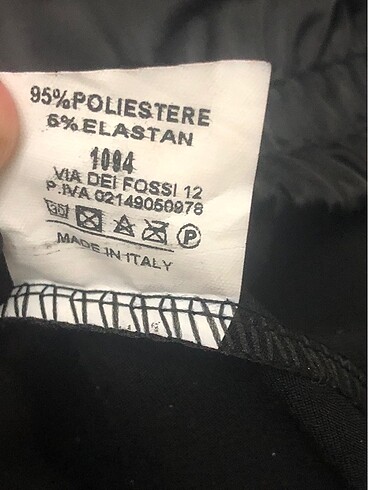 95%POLIESTERE
5%ELASTAN
1094
VIA DEI FOSSI 12
P.IVA 02149050978
P
MADE IN ITALY